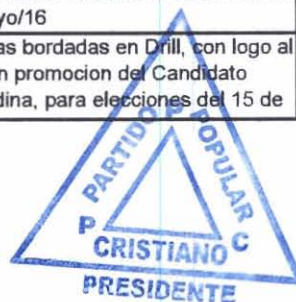 yo/16
as bordadas en Drill, con logo al
n promocion del Candidato
dina, para elecciones del 15 de
PARTIDO POPULAR
P P C
CRISTIANO
PRESIDENTE